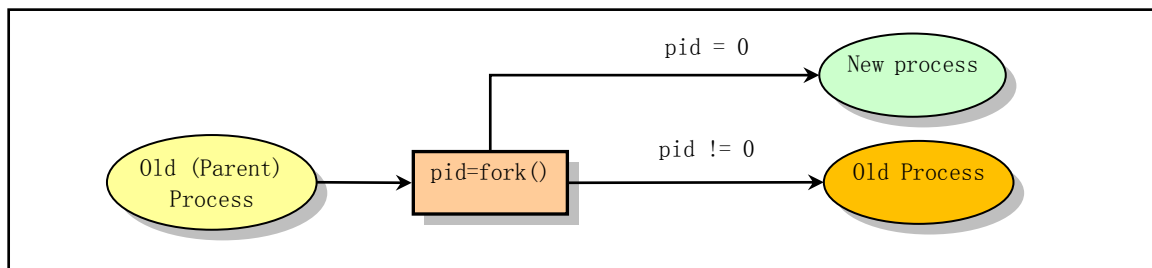 pid = 0
New process
Old (Parent)
Process
pid=fork()
pid != 0
Old Process